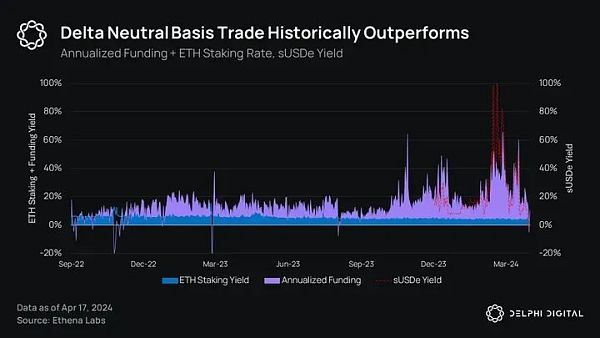 Delta Neutral Basis Trade Historically Outperforms
Annualized Funding + ETH Staking Rate, sUSDe Yield
100% 100%
80% 80%
60% 60%
40% 40%
20% 20%
0% 0%
-20% -20%
ETH Staking + Funding Yield
sUSDe Yield
Sep-22 Dec-22 Mar-23 Jun-23 Sep-23 Dec-23 Mar-24
ETH Staking Yield Annualized Funding sUSDe Yield
Data as of Apr 17, 2024
Source: Ethena Labs
DELPHI DIGITAL